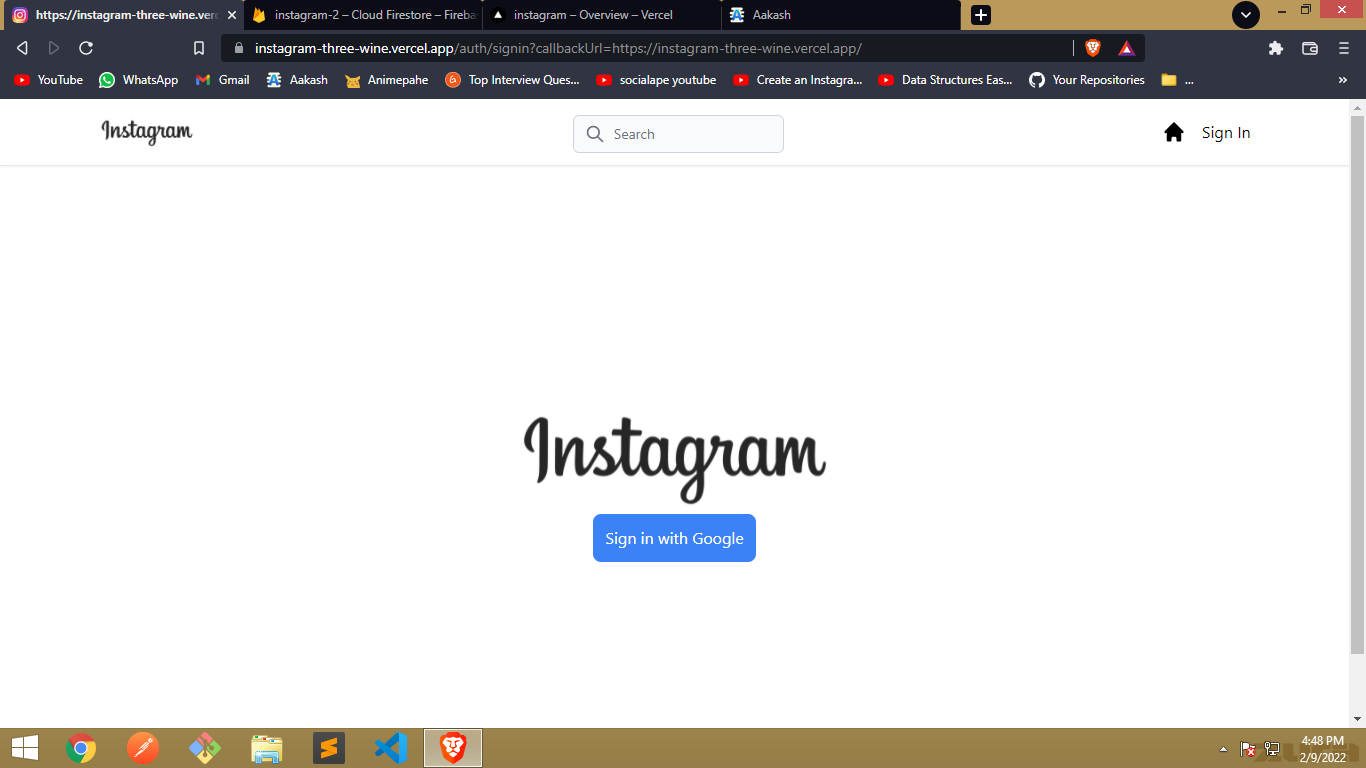 https://instagram-three-wine.ver
instagram-2 – Cloud Firestore – Fireba
instagram – Overview – Vercel
Aakash
instagram-three-wine.vercel.app/auth/signin?callbackUrl=https://instagram-three-wine.vercel.app/
YouTube
WhatsApp
Gmail
Aakash
Animepahe
Top Interview Ques...
socialape youtube
Create an Instagra...
Data Structures Eas...
Your Repositories
...
»
Instagram
Search
Sign In
Instagram
Sign in with Google
4:48 PM
2/9/2022